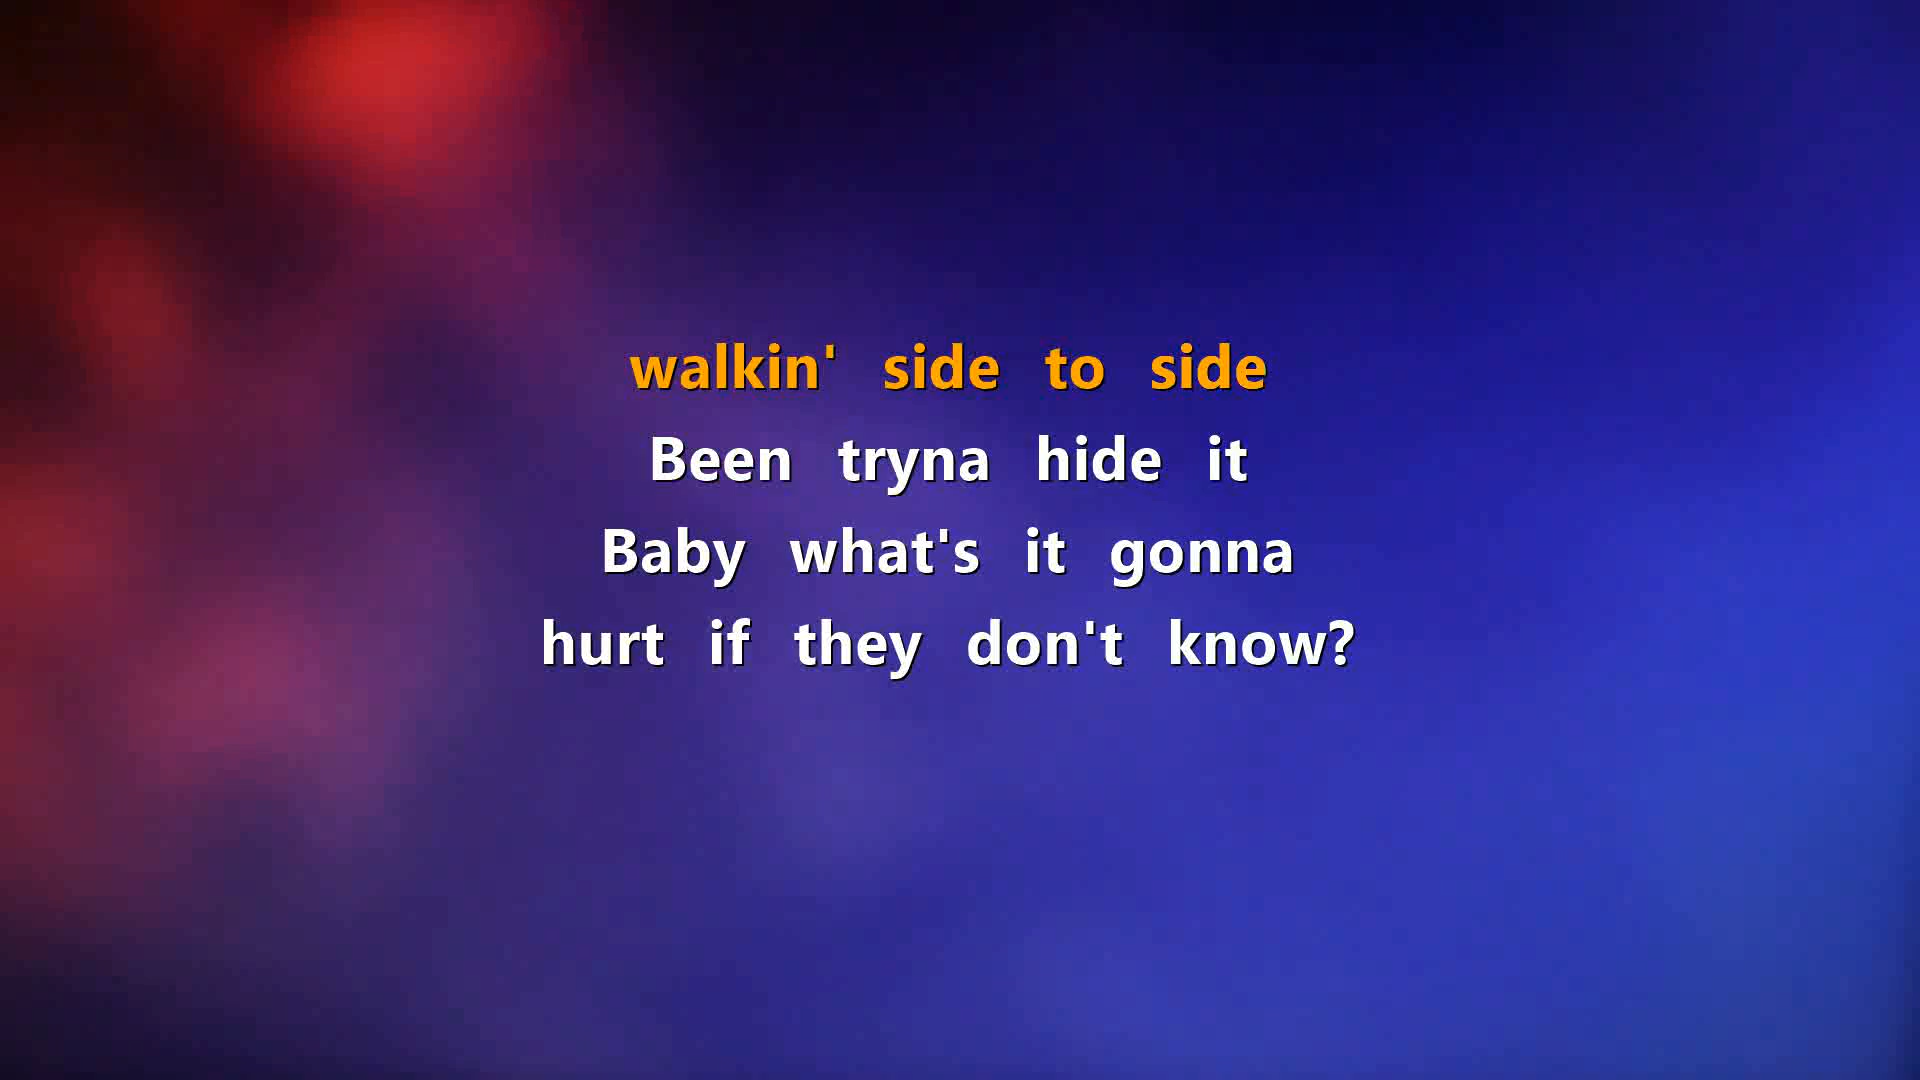 walkin' side to side
Been tryna hide it
Baby what's it gonna
hurt if they don't know?